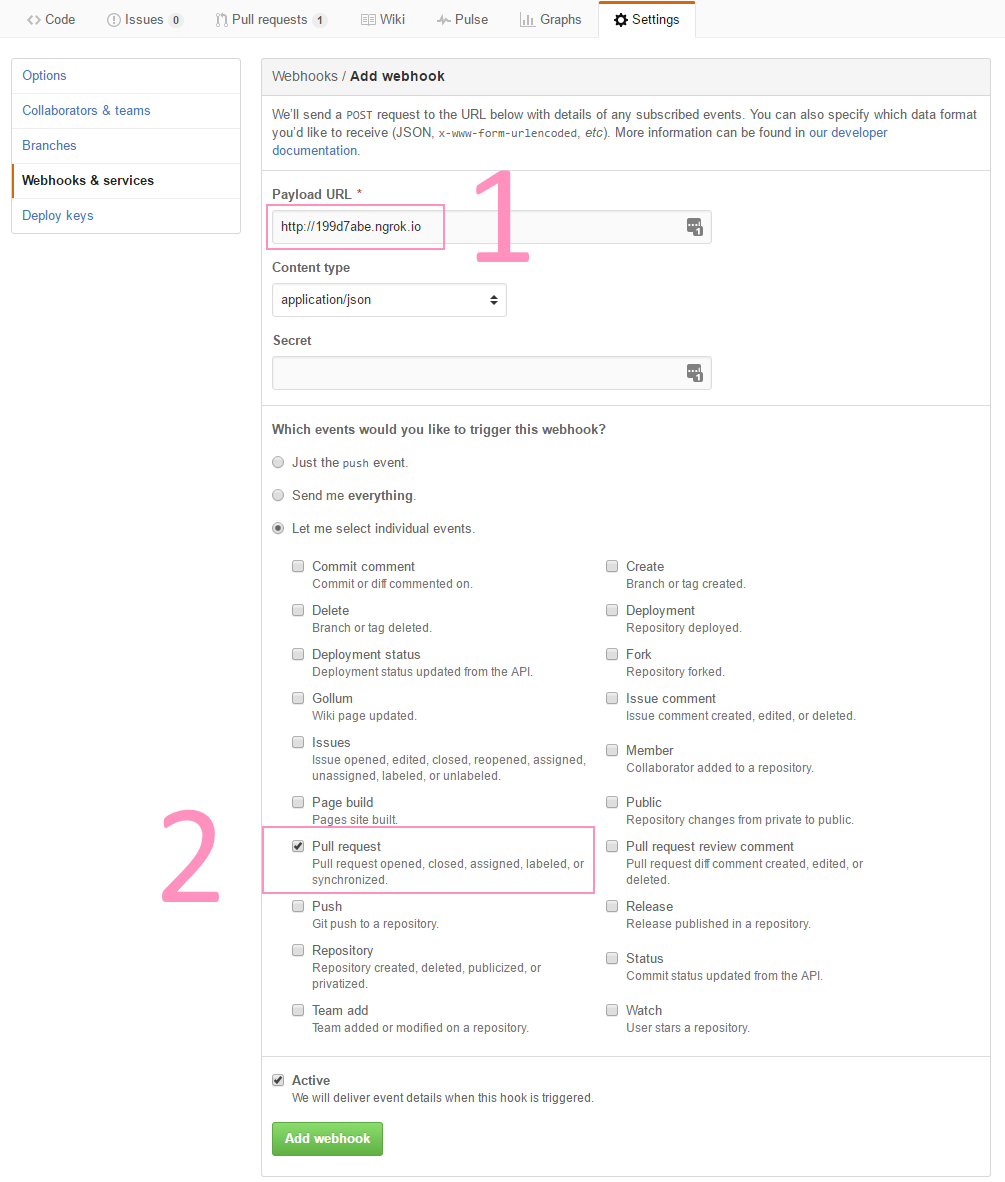 Code Issues 0 Pull requests 1 Wiki Pulse Graphs Settings
Options
Collaborators & teams
Branches
Webhooks & services
Deploy keys
Webhooks / Add webhook
We'll send a POST request to the URL below with details of any subscribed events. You can also specify which data format
you'd like to receive (JSON, x-www-form-urlencoded, etc). More information can be found in our developer
documentation.
Payload URL *
1
http://199d7abe.ngrok.io
1
Content type
application/json
Secret
1
Which events would you like to trigger this webhook?
Just the push event.
Send me everything.
Let me select individual events.
Commit comment
Commit or diff commented on.
Create
Branch or tag created.
Delete
Branch or tag deleted.
Deployment
Repository deployed.
Deployment status
Deployment status updated from the API.
Fork
Repository forked.
Gollum
Wiki page updated.
Issue comment
Issue comment created, edited, or deleted.
Issues
Issue opened, edited, closed, reopened, assigned,
unassigned, labeled, or unlabeled.
Member
Collaborator added to a repository.
Page build
Pages site built.
Public
Repository changes from private to public.
2
Pull request
Pull request opened, closed, assigned, labeled, or
synchronized.
Pull request review comment
Pull request diff comment created, edited, or
deleted.
Push
Git push to a repository.
Release
Release published in a repository.
Repository
Repository created, deleted, publicized, or
privatized.
Status
Commit status updated from the API.
Team add
Team added or modified on a repository.
Watch
User stars a repository.
Active
We will deliver event details when this hook is triggered.
Add webhook